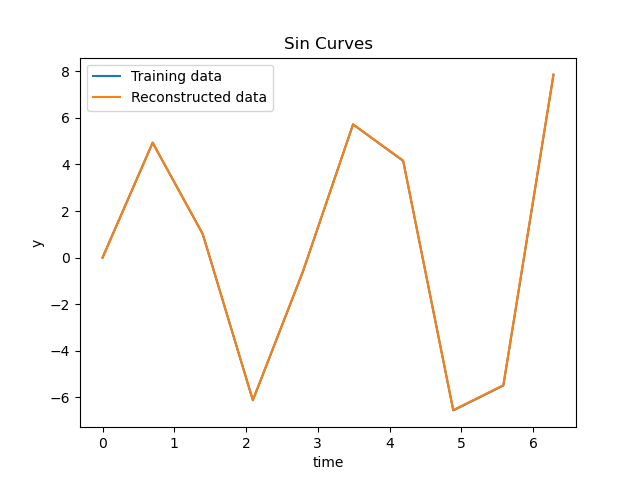 Sin Curves
Training data
Reconstructed data
8
6
4
2
0
−2
−4
−6
y
0 1 2 3 4 5 6
time